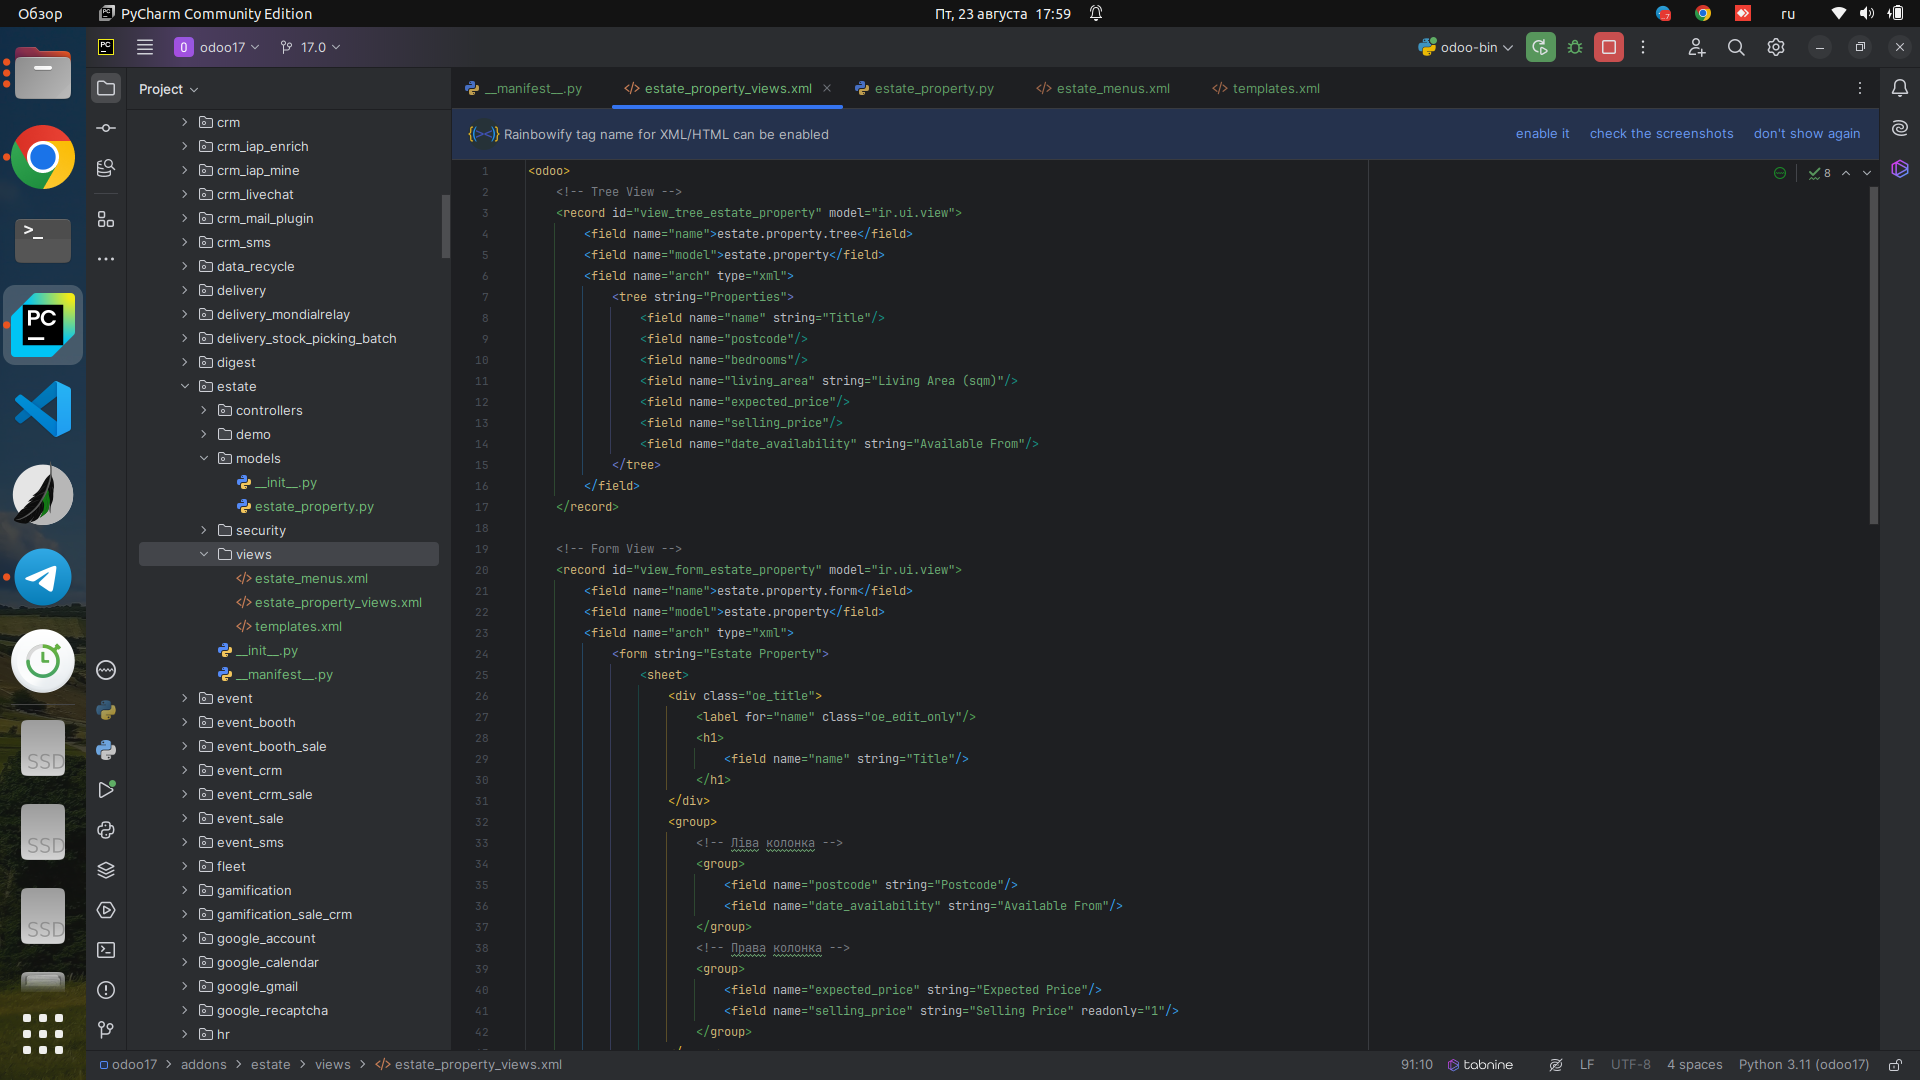 Обзор
PyCharm Community Edition
Пт, 23 августа 17:59
ru
PC
odoo17
17.0
odoo-bin
Project
__manifest__.py
estate_property_views.xml
estate_property.py
estate_menus.xml
templates.xml
Rainbowify tag name for XML/HTML can be enabled
enable it
check the screenshots
don't show again
8
crm
crm_iap_enrich
crm_iap_mine
crm_livechat
crm_mail_plugin
crm_sms
data_recycle
delivery
delivery_mondialrelay
delivery_stock_picking_batch
digest
estate
controllers
demo
models
__init__.py
estate_property.py
security
views
estate_menus.xml
estate_property_views.xml
templates.xml
__init__.py
__manifest__.py
event
event_booth
event_booth_sale
event_crm
event_crm_sale
event_sale
event_sms
fleet
gamification
gamification_sale_crm
google_account
google_calendar
google_gmail
google_recaptcha
hr
PC
SSD
SSD
SSD
1 <odoo>
2 <!-- Tree View -->
3 <record id="view_tree_estate_property" model="ir.ui.view">
4 <field name="name">estate.property.tree</field>
5 <field name="model">estate.property</field>
6 <field name="arch" type="xml">
7 <tree string="Properties">
8 <field name="name" string="Title"/>
9 <field name="postcode"/>
10 <field name="bedrooms"/>
11 <field name="living_area" string="Living Area (sqm)"/>
12 <field name="expected_price"/>
13 <field name="selling_price"/>
14 <field name="date_availability" string="Available From"/>
15 </tree>
16 </field>
17 </record>
18
19 <!-- Form View -->
20 <record id="view_form_estate_property" model="ir.ui.view">
21 <field name="name">estate.property.form</field>
22 <field name="model">estate.property</field>
23 <field name="arch" type="xml">
24 <form string="Estate Property">
25 <sheet>
26 <div class="oe_title">
27 <label for="name" class="oe_edit_only"/>
28 <h1>
29 <field name="name" string="Title"/>
30 </h1>
31 </div>
32 <group>
33 <!-- Ліва колонка -->
34 <group>
35 <field name="postcode" string="Postcode"/>
36 <field name="date_availability" string="Available From"/>
37 </group>
38 <!-- Права колонка -->
39 <group>
40 <field name="expected_price" string="Expected Price"/>
41 <field name="selling_price" string="Selling Price" readonly="1"/>
42 </group>
odoo17 > addons > estate > views > estate_property_views.xml
91:10
tabnine
LF
UTF-8
4 spaces
Python 3.11 (odoo17)